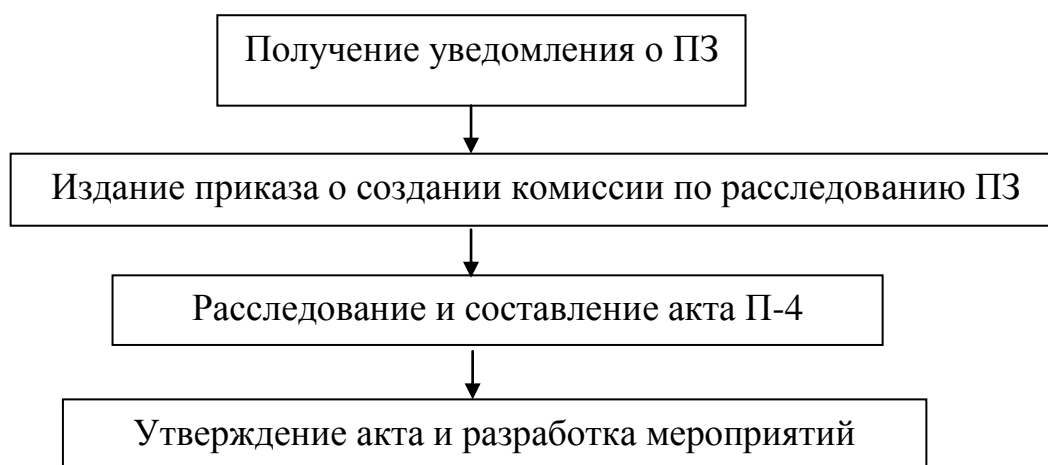 Получение уведомления о ПЗ
Издание приказа о создании комиссии по расследованию ПЗ
Расследование и составление акта П-4
Утверждение акта и разработка мероприятий